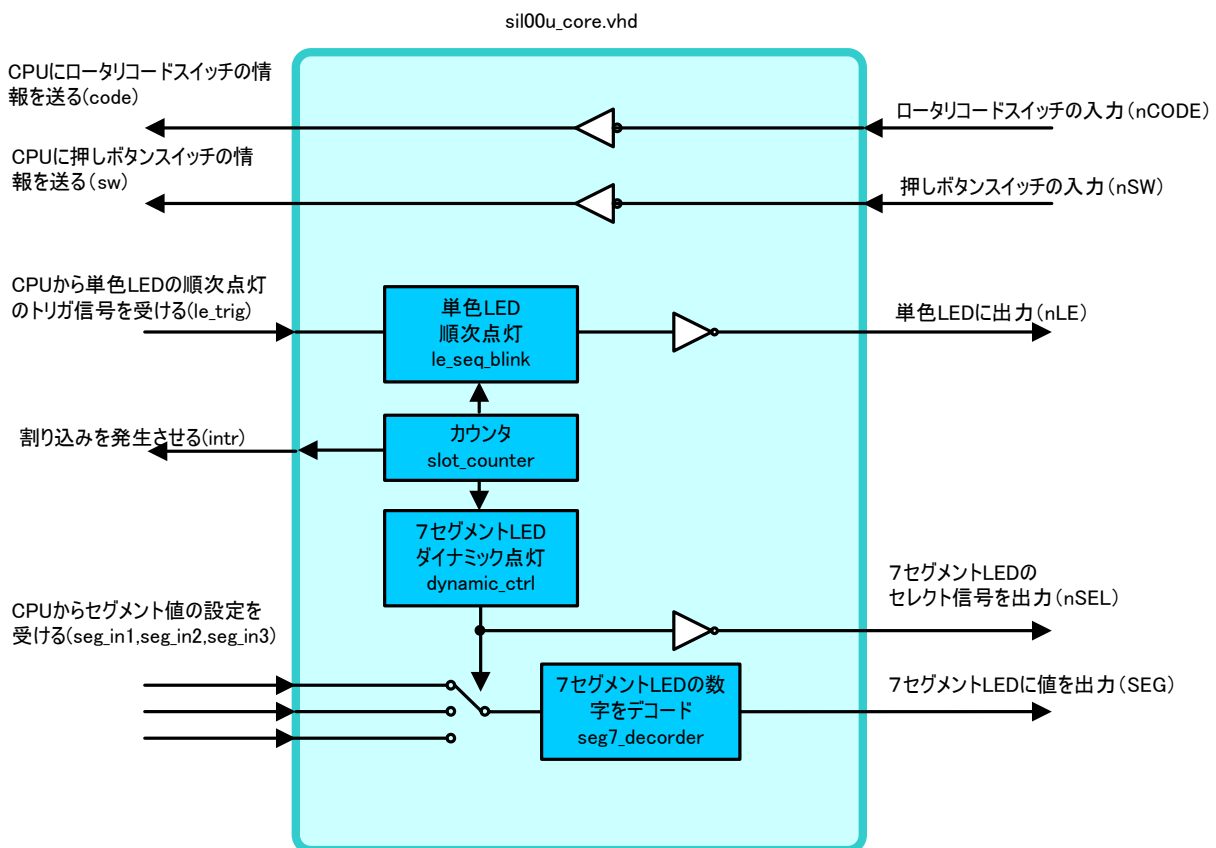 sil00u_core.vhd
CPUにロータリコードスイッチの情
報を送る(code)
ロータリコードスイッチの入力(nCODE)
CPUに押しボタンスイッチの情
報を送る(sw)
押しボタンスイッチの入力(nSW)
CPUから単色LEDの順次点灯
のトリガ信号を受ける(le_trig)
単色LED
順次点灯
le_seq_blink
単色LEDに出力(nLE)
割り込みを発生させる(intr)
カウンタ
slot_counter
7セグメントLED
ダイナミック点灯
dynamic_ctrl
7セグメントLEDの
セレクト信号を出力(nSEL)
CPUからセグメント値の設定を
受ける(seg_in1,seg_in2,seg_in3)
7セグメントLEDの数
字をデコード
seg7_decorder
7セグメントLEDに値を出力(SEG)